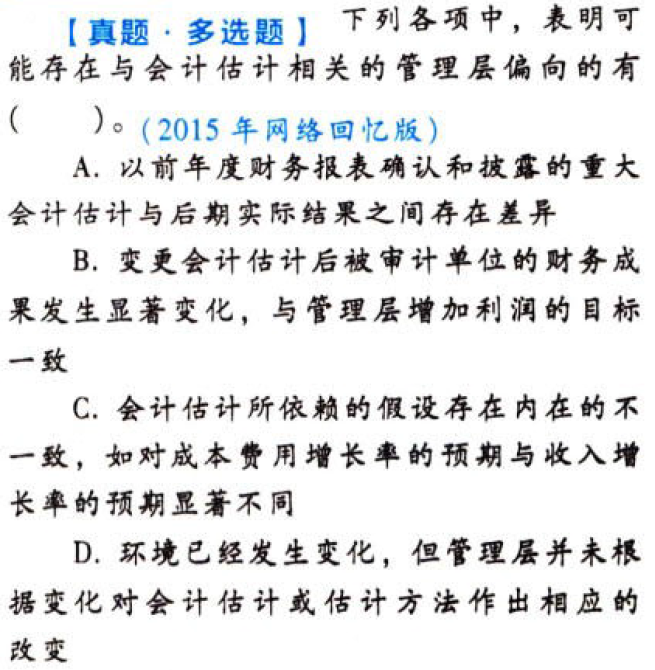 【真题·多选题】 下列各项中，表明可
能存在与会计估计相关的管理层偏向的有
(  )。(2015 年网络回忆版)
A. 以前年度财务报表确认和披露的重大
会计估计与后期实际结果之间存在差异
B. 变更会计估计后被审计单位的财务成
果发生显著变化，与管理层增加利润的目标
一致
C. 会计估计所依赖的假设存在内在的不
一致，如对成本费用增长率的预期与收入增
长率的预期显著不同
D. 环境已经发生变化，但管理层并未根
据变化对会计估计或估计方法作出相应的
改变